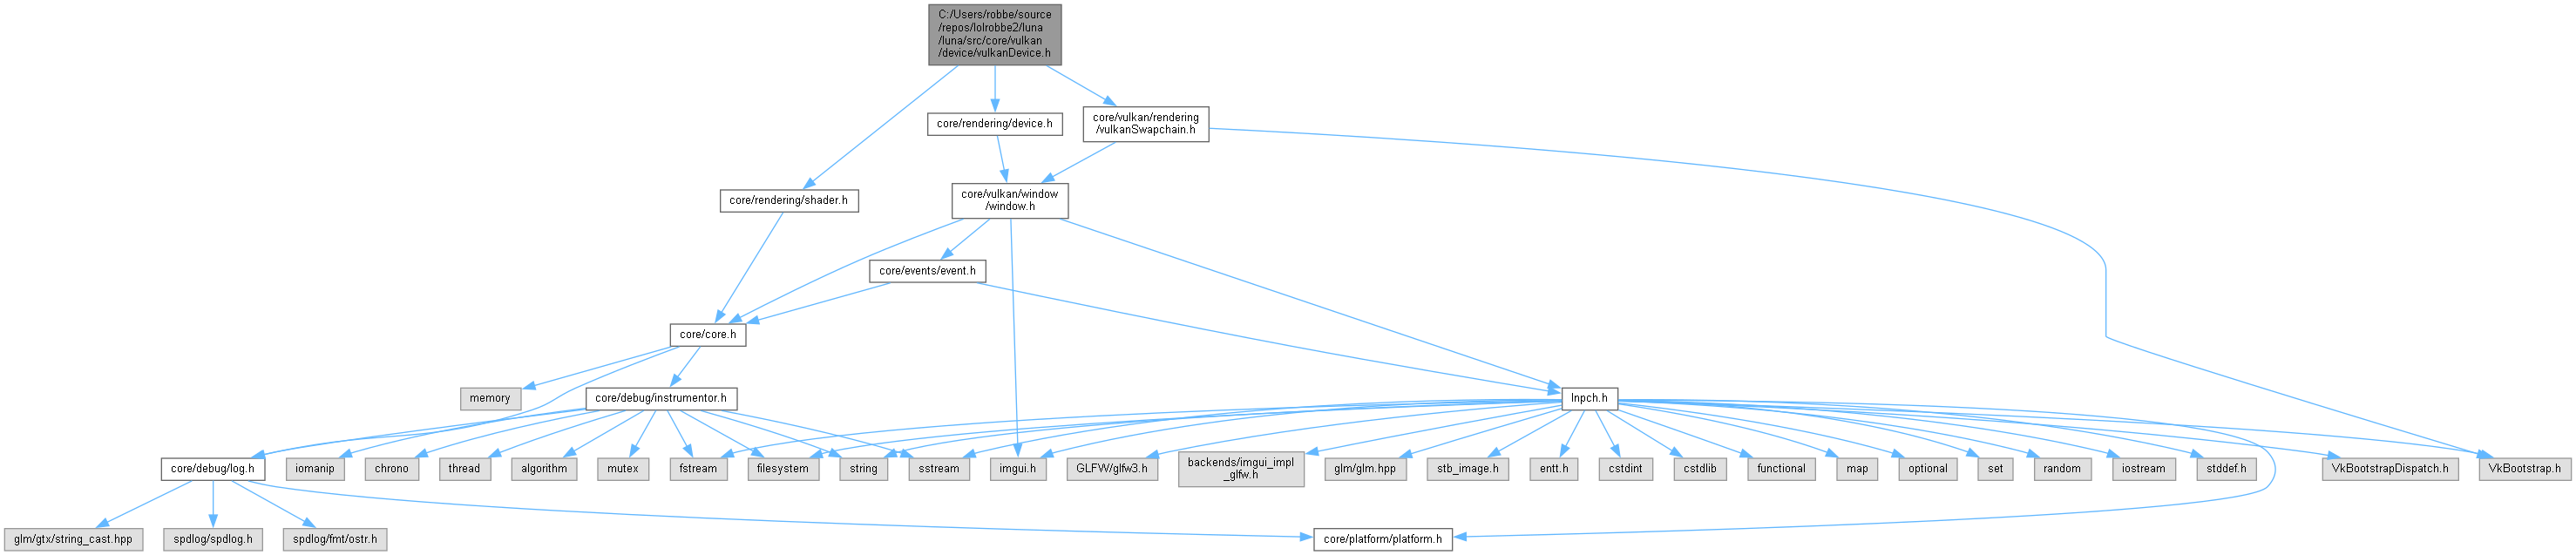 C:/Users/robbe/source
/repos/lolrobbe2/luna
/luna/src/core/vulkan
/device/vulkanDevice.h
core/rendering/device.h
core/vulkan/rendering
/vulkanSwapchain.h
core/rendering/shader.h
core/vulkan/window
/window.h
core/events/event.h
core/core.h
memory
core/debug/instrumentor.h
lnpch.h
core/debug/log.h
iomanip
chrono
thread
algorithm
mutex
fstream
filesystem
string
sstream
imgui.h
GLFW/glfw3.h
backends/imgui_impl
_glfw.h
glm/glm.hpp
stb_image.h
entt.h
cstdint
cstdlib
functional
map
optional
set
random
iostream
stddef.h
VkBootstrapDispatch.h
VkBootstrap.h
glm/gtx/string_cast.hpp
spdlog/spdlog.h
spdlog/fmt/ostr.h
core/platform/platform.h